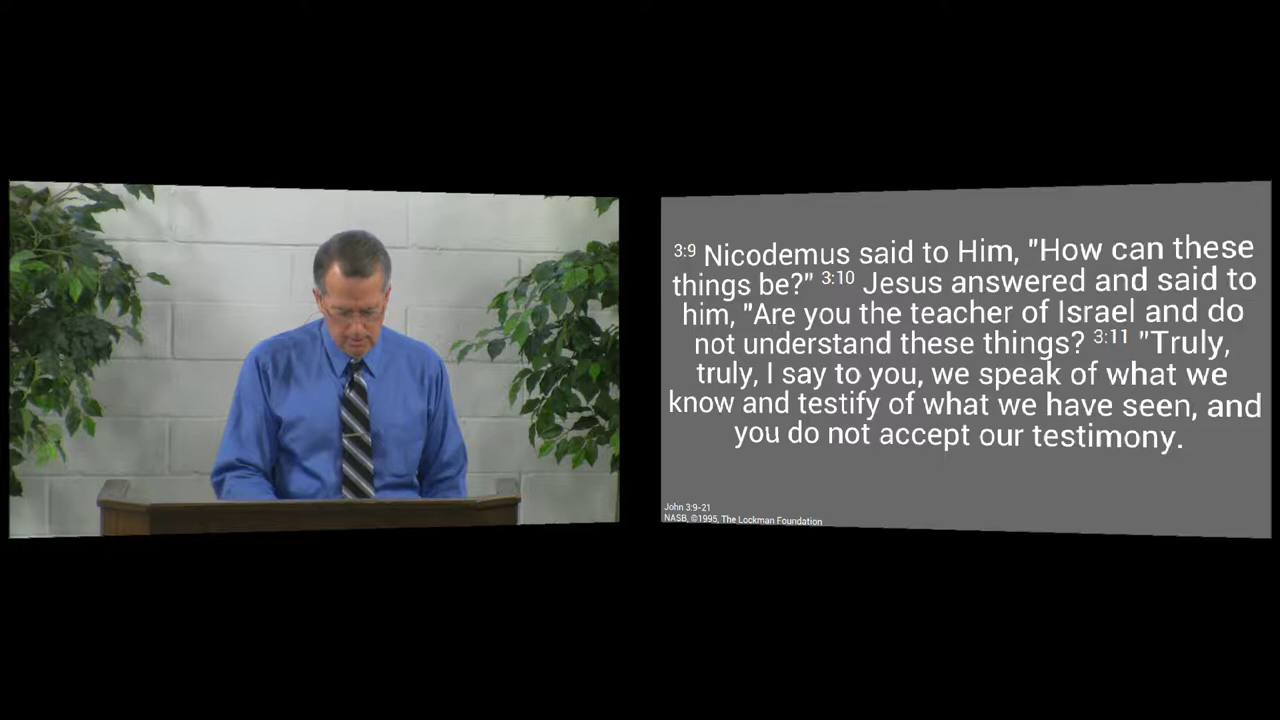 3:9 Nicodemus said to Him, "How can these
things be?" 3:10 Jesus answered and said to
him, "Are you the teacher of Israel and do
not understand these things? 3:11 "Truly,
truly, I say to you, we speak of what we
know and testify of what we have seen, and
you do not accept our testimony.
John 3:9-21
NASB, ©1995, The Lockman Foundation